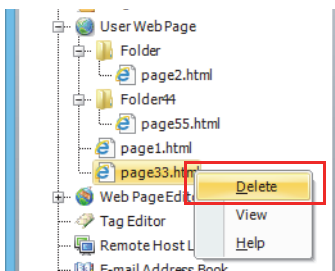 User Web Page
Folder
page2.html
Folder44
page55.html
page1.html
page33.html
Delete
Web Page Edit
View
Tag Editor
Remote Host L
Help
E-mail Address Book